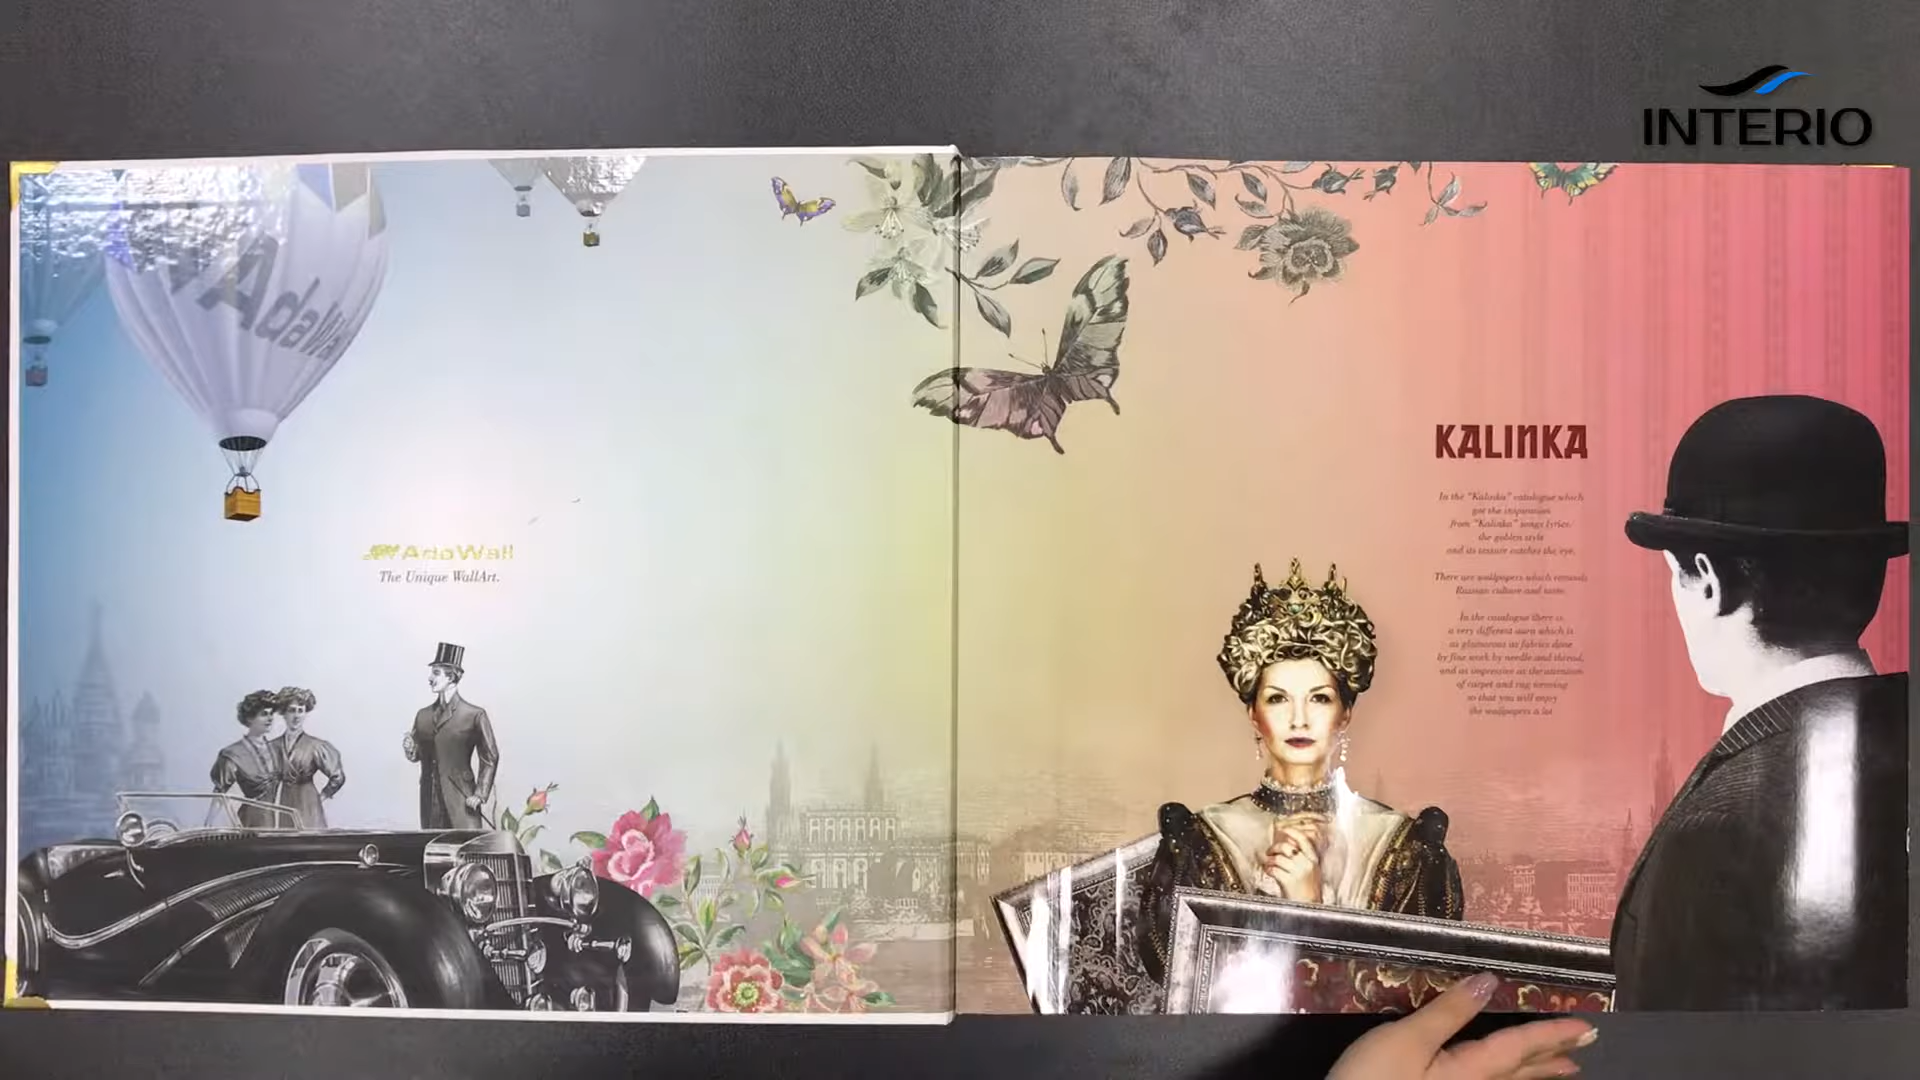 INTERIO
AdaWall
AdaWall
The Unique WallArt.
KALINKA
In the "Kalinka" catalogue which
got the inspiration
from "Kalinka" songs lyrics,
the golden style
and its texture catches the eye.
There are wallpapers which reminds
Russian culture and taste.
In the catalogue there is
a very different aura which is
as glamorous as fabrics done
by fine work by needle and thread,
and as impressive as the
of carpet and rug weaving
so that you will enjoy
the wallpapers a lot